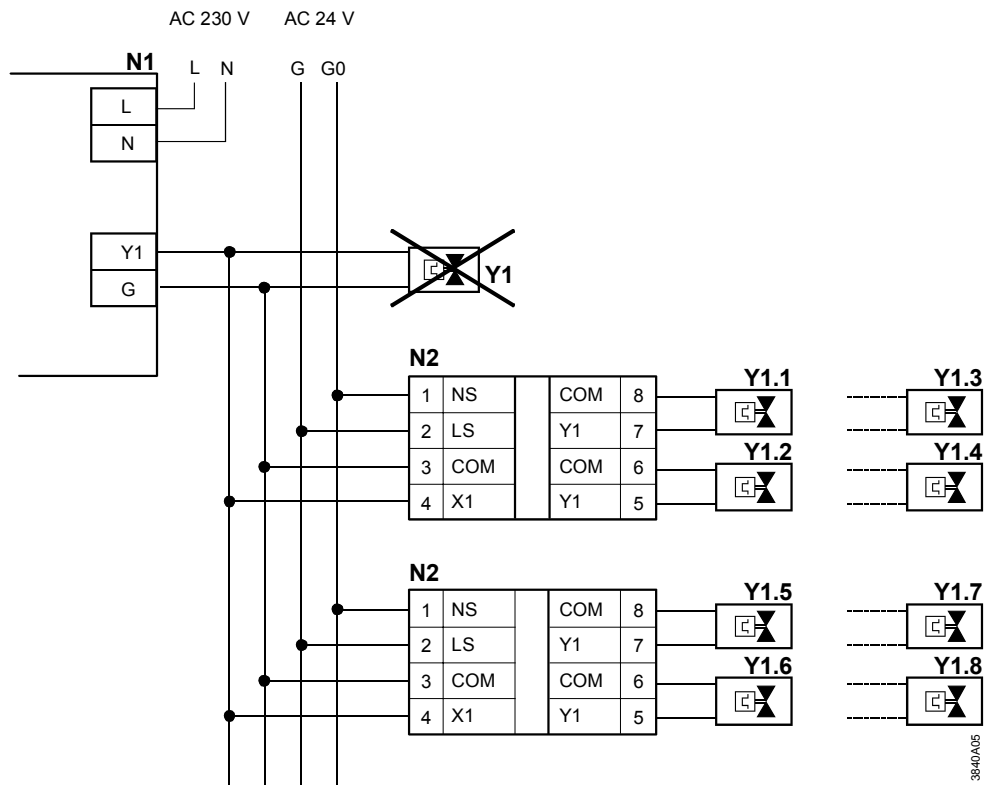 AC 230 V AC 24 V
N1 L N G G0
L
N
Y1
G
Y1
N2
1 NS COM 8
2 LS Y1 7
3 COM COM 6
4 X1 Y1 5
Y1.1 Y1.3
Y1.2 Y1.4
N2
1 NS COM 8
2 LS Y1 7
3 COM COM 6
4 X1 Y1 5
Y1.5 Y1.7
Y1.6 Y1.8
3840A05